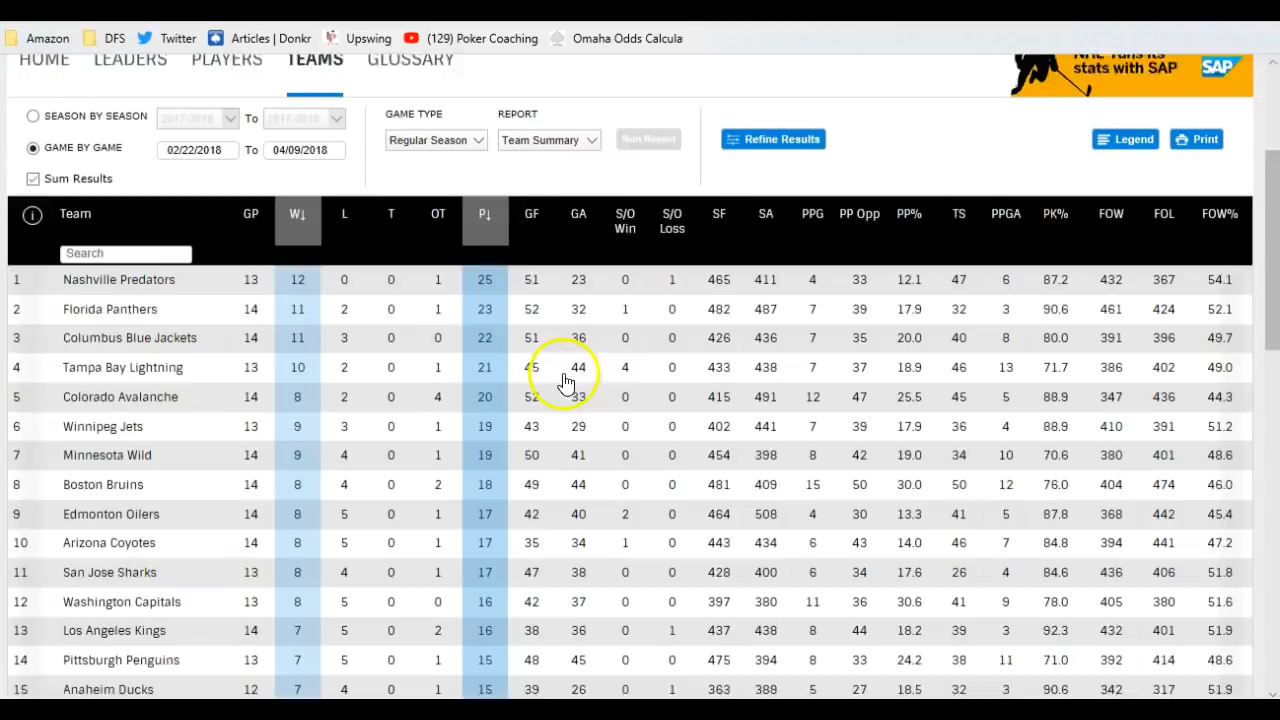 Amazon DFS Twitter Articles | Donkr Upswing (129) Poker Coaching Omaha Odds Calcula
HOME LEADERS PLAYERS TEAMS GLOSSARY
NHL runs its
stats with SAP SAP
SEASON BY SEASON 2017-2018 To 2017-2018
GAME BY GAME 02/22/2018 To 04/09/2018
Sum Results
GAME TYPE REPORT
Regular Season Team Summary Run Report Refine Results Legend Print
Team GP W↓ L T OT P↓ GF GA S/O Win S/O Loss SF SA PPG PP Opp PP% TS PPGA PK% FOW FOL FOW%
Search
1 Nashville Predators 13 12 0 0 1 25 51 23 0 1 465 411 4 33 12.1 47 6 87.2 432 367 54.1
2 Florida Panthers 14 11 2 0 1 23 52 32 1 0 482 487 7 39 17.9 32 3 90.6 461 424 52.1
3 Columbus Blue Jackets 14 11 3 0 0 22 51 36 0 0 426 436 7 35 20.0 40 8 80.0 391 396 49.7
4 Tampa Bay Lightning 13 10 2 0 1 21 45 44 4 0 433 438 7 37 18.9 46 13 71.7 386 402 49.0
5 Colorado Avalanche 14 8 2 0 4 20 52 33 0 0 415 491 12 47 25.5 45 5 88.9 347 436 44.3
6 Winnipeg Jets 13 9 3 0 1 19 43 29 0 0 402 441 7 39 17.9 36 4 88.9 410 391 51.2
7 Minnesota Wild 14 9 4 0 1 19 50 41 0 0 454 398 8 42 19.0 34 10 70.6 380 401 48.6
8 Boston Bruins 14 8 4 0 2 18 49 44 0 0 481 409 15 50 30.0 50 12 76.0 404 474 46.0
9 Edmonton Oilers 14 8 5 0 1 17 42 40 2 0 464 508 4 30 13.3 41 5 87.8 368 442 45.4
10 Arizona Coyotes 14 8 5 0 1 17 35 34 1 0 443 434 6 43 14.0 46 7 84.8 394 441 47.2
11 San Jose Sharks 13 8 4 0 1 17 47 38 0 0 428 400 6 34 17.6 26 4 84.6 436 406 51.8
12 Washington Capitals 13 8 5 0 0 16 42 37 0 0 397 380 11 36 30.6 41 9 78.0 405 380 51.6
13 Los Angeles Kings 14 7 5 0 2 16 38 36 0 1 437 438 8 44 18.2 39 3 92.3 432 401 51.9
14 Pittsburgh Penguins 13 7 5 0 1 15 48 45 0 0 475 394 8 33 24.2 38 11 71.0 392 414 48.6
15 Anaheim Ducks 12 7 4 0 1 15 39 26 0 1 363 388 5 27 18.5 32 3 90.6 342 317 51.9